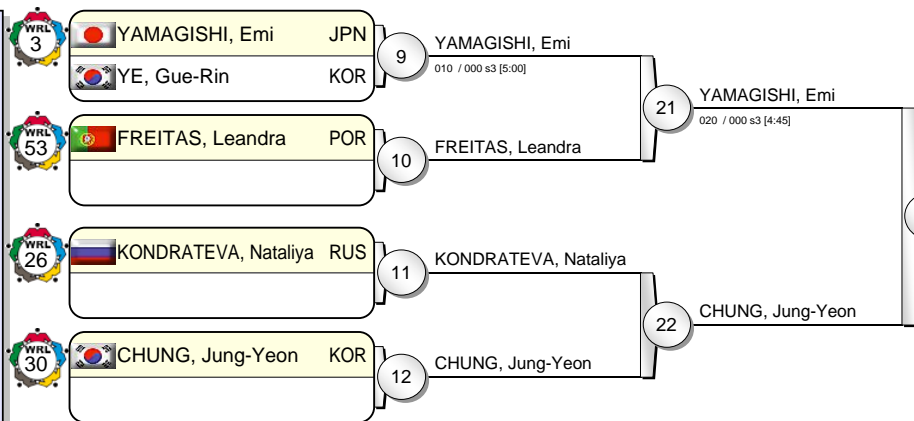 WRL
3
YAMAGISHI, Emi JPN
YE, Gue-Rin KOR
9
YAMAGISHI, Emi
010 / 000 s3 [5:00]
21
YAMAGISHI, Emi
020 / 000 s3 [4:45]
WRL
53
FREITAS, Leandra POR
10
FREITAS, Leandra
WRL
26
KONDRATEVA, Nataliya RUS
11
KONDRATEVA, Nataliya
22
CHUNG, Jung-Yeon
WRL
30
CHUNG, Jung-Yeon KOR
12
CHUNG, Jung-Yeon